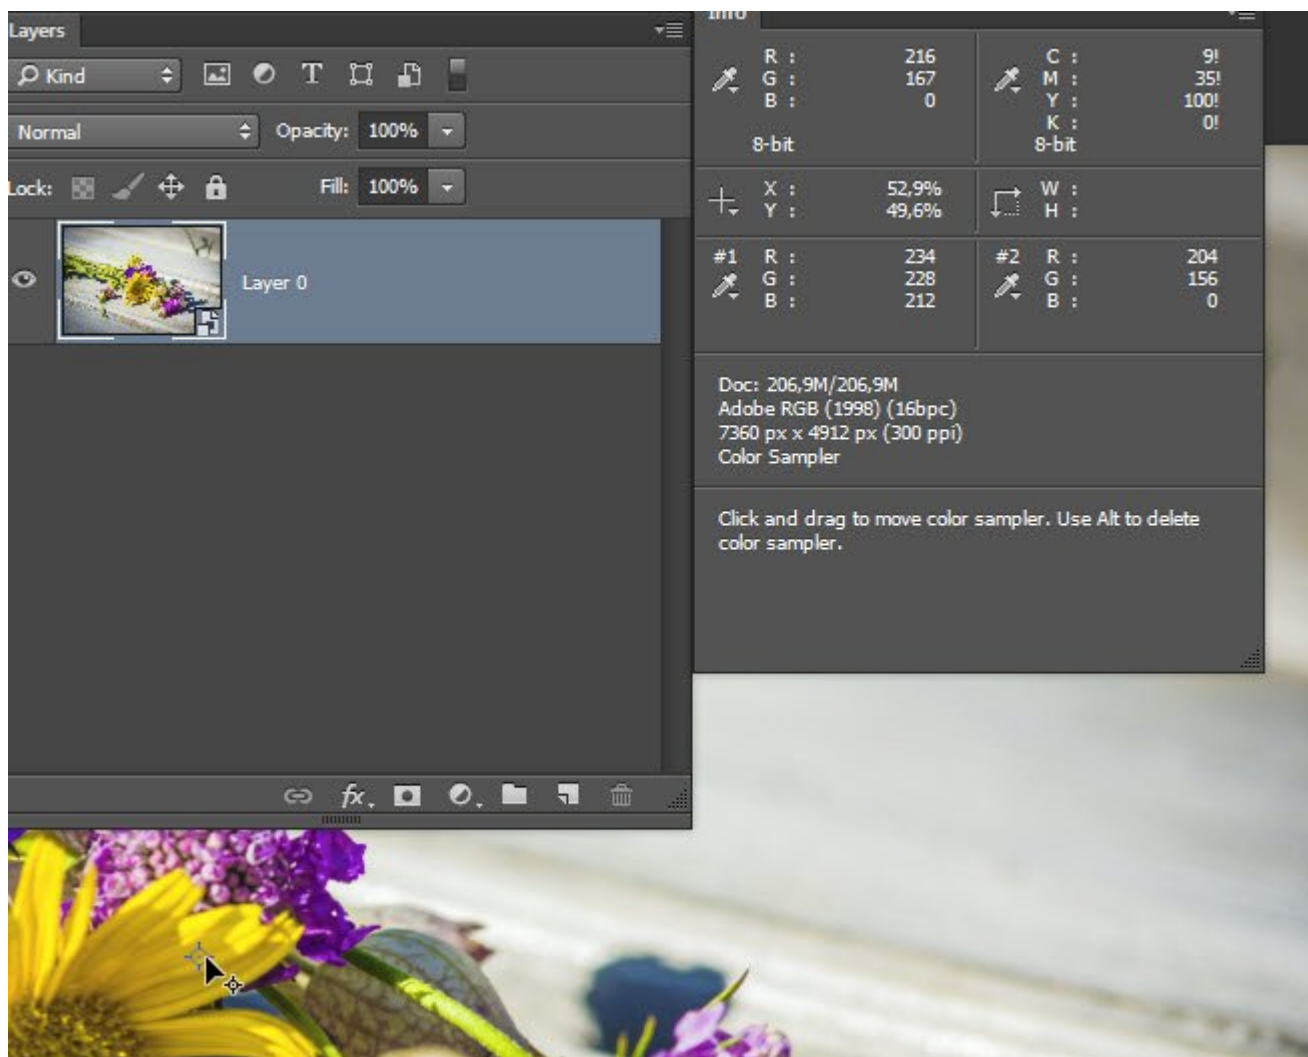 Layers
Kind
Normal
Opacity: 100%
Lock:
Fill: 100%
Layer 0
fx
Info
R : 216
G : 167
B : 0
8-bit
C : 9!
M : 35!
Y : 100!
K : 0!
8-bit
X : 52,9%
Y : 49,6%
W :
H :
#1 R : 234
G : 228
B : 212
#2 R : 204
G : 156
B : 0
Doc: 206,9M/206,9M
Adobe RGB (1998) (16bpc)
7360 px x 4912 px (300 ppi)
Color Sampler
Click and drag to move color sampler. Use Alt to delete
color sampler.